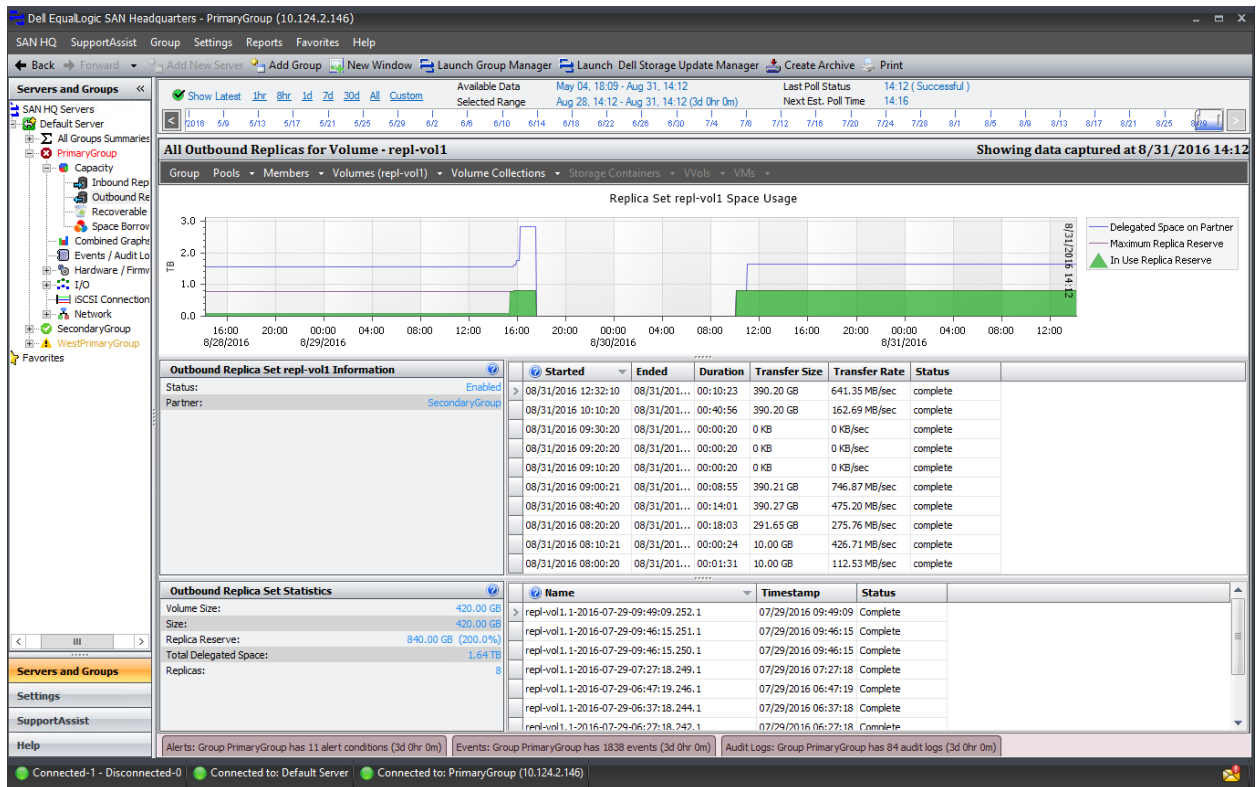 Dell EqualLogic SAN Headquarters - PrimaryGroup (10.124.2.146)
SAN HQ SupportAssist Group Settings Reports Favorites Help
Back Forward Add New Server Add Group New Window Launch Group Manager Launch Dell Storage Update Manager Create Archive Print
Servers and Groups «
SAN HQ Servers
Default Server
All Groups Summaries
PrimaryGroup
Capacity
Inbound Rep
Outbound Re
Recoverable
Space Borrov
Combined Graphs
Events / Audit Lo
Hardware / Firmv
I/O
iSCSI Connection
Network
SecondaryGroup
WestPrimaryGroup
Favorites
Servers and Groups
Settings
SupportAssist
Help
Show Latest 1hr 8hr 1d 7d 30d All Custom
Available Data May 04, 18:09 - Aug 31, 14:12 Last Poll Status 14:12 ( Successful )
Selected Range Aug 28, 14:12 - Aug 31, 14:12 (3d 0hr 0m) Next Est. Poll Time 14:16
< 2016 5/9 5/13 5/17 5/21 5/25 5/29 6/2 6/6 6/10 6/14 6/18 6/22 6/26 6/30 7/4 7/8 7/12 7/16 7/20 7/24 7/28 8/1 8/5 8/9 8/13 8/17 8/21 8/25 8/29 >
All Outbound Replicas for Volume - repl-vol1 Showing data captured at 8/31/2016 14:12
Group Pools Members Volumes (repl-vol1) Volume Collections Storage Containers VVols VMs
Replica Set repl-vol1 Space Usage
3.0
2.0
TB
1.0
0.0
16:00 20:00 00:00 04:00 08:00 12:00 16:00 20:00 00:00 04:00 08:00 12:00 16:00 20:00 00:00 04:00 08:00 12:00
8/28/2016 8/29/2016 8/30/2016 8/31/2016
8/31/2016 14:12
Delegated Space on Partner
Maximum Replica Reserve
In Use Replica Reserve
Outbound Replica Set repl-vol1 Information
Status: Enabled
Partner: SecondaryGroup
Started Ended Duration Transfer Size Transfer Rate Status
08/31/2016 12:32:10 08/31/201... 00:10:23 390.20 GB 641.35 MB/sec complete
08/31/2016 10:10:20 08/31/201... 00:40:56 390.20 GB 162.69 MB/sec complete
08/31/2016 09:30:20 08/31/201... 00:00:20 0 KB 0 KB/sec complete
08/31/2016 09:20:20 08/31/201... 00:00:20 0 KB 0 KB/sec complete
08/31/2016 09:10:20 08/31/201... 00:00:20 0 KB 0 KB/sec complete
08/31/2016 09:00:21 08/31/201... 00:08:55 390.21 GB 746.87 MB/sec complete
08/31/2016 08:40:20 08/31/201... 00:14:01 390.27 GB 475.20 MB/sec complete
08/31/2016 08:20:20 08/31/201... 00:18:03 291.65 GB 275.76 MB/sec complete
08/31/2016 08:10:21 08/31/201... 00:00:24 10.00 GB 426.71 MB/sec complete
08/31/2016 08:00:20 08/31/201... 00:01:31 10.00 GB 112.53 MB/sec complete
Outbound Replica Set Statistics
Volume Size: 420.00 GB
Size: 420.00 GB
Replica Reserve: 840.00 GB (200.0%)
Total Delegated Space: 1.64 TB
Replicas: 8
Name Timestamp Status
repl-vol1.1-2016-07-29-09:49:09.252.1 07/29/2016 09:49:09 Complete
repl-vol1.1-2016-07-29-09:46:15.251.1 07/29/2016 09:46:15 Complete
repl-vol1.1-2016-07-29-09:46:15.250.1 07/29/2016 09:46:15 Complete
repl-vol1.1-2016-07-29-07:27:18.249.1 07/29/2016 07:27:18 Complete
repl-vol1.1-2016-07-29-06:47:19.246.1 07/29/2016 06:47:19 Complete
repl-vol1.1-2016-07-29-06:37:18.244.1 07/29/2016 06:37:18 Complete
repl-vol1.1-2016-07-29-06:27:18.242.1 07/29/2016 06:27:18 Complete
Alerts: Group PrimaryGroup has 11 alert conditions (3d 0hr 0m) Events: Group PrimaryGroup has 1838 events (3d 0hr 0m) Audit Logs: Group PrimaryGroup has 84 audit logs (3d 0hr 0m)
Connected-1 - Disconnected-0 Connected to: Default Server Connected to: PrimaryGroup (10.124.2.146)